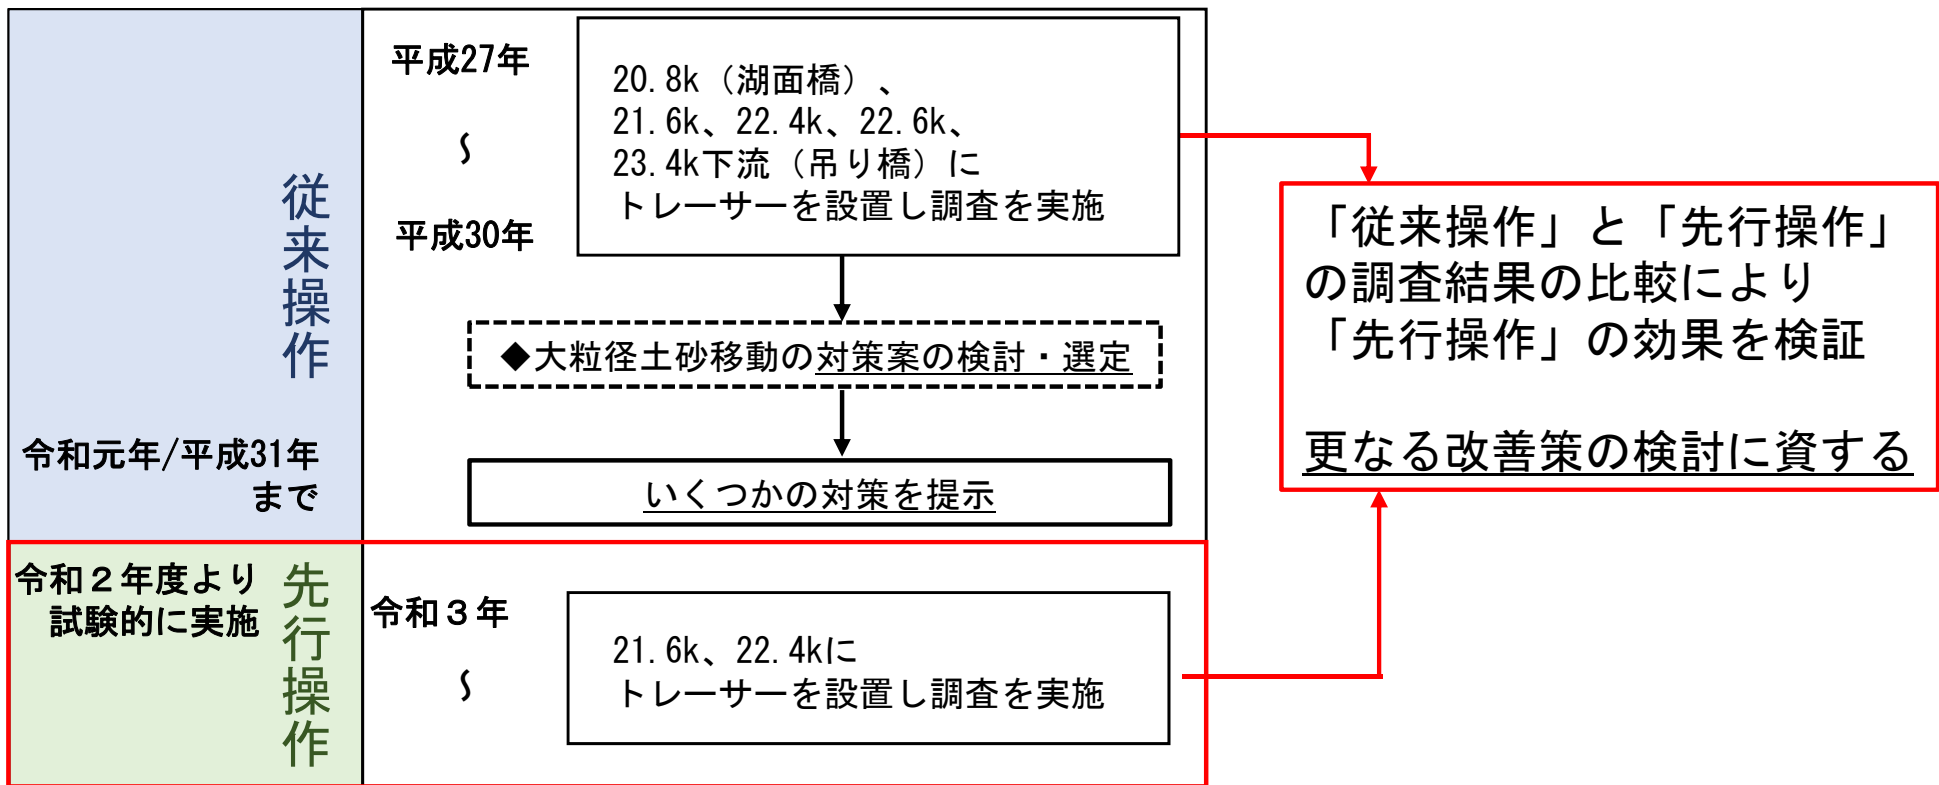 従来操作
令和元年/平成31年
まで
平成27年
〜
平成30年
20.8k（湖面橋）、
21.6k、22.4k、22.6k、
23.4k下流（吊り橋）に
トレーサーを設置し調査を実施
◆大粒径土砂移動の対策案の検討・選定
いくつかの対策を提示
令和２年度より
試験的に実施
先行操作
令和３年
〜
21.6k、22.4kに
トレーサーを設置し調査を実施
「従来操作」と「先行操作」
の調査結果の比較により
「先行操作」の効果を検証
更なる改善策の検討に資する